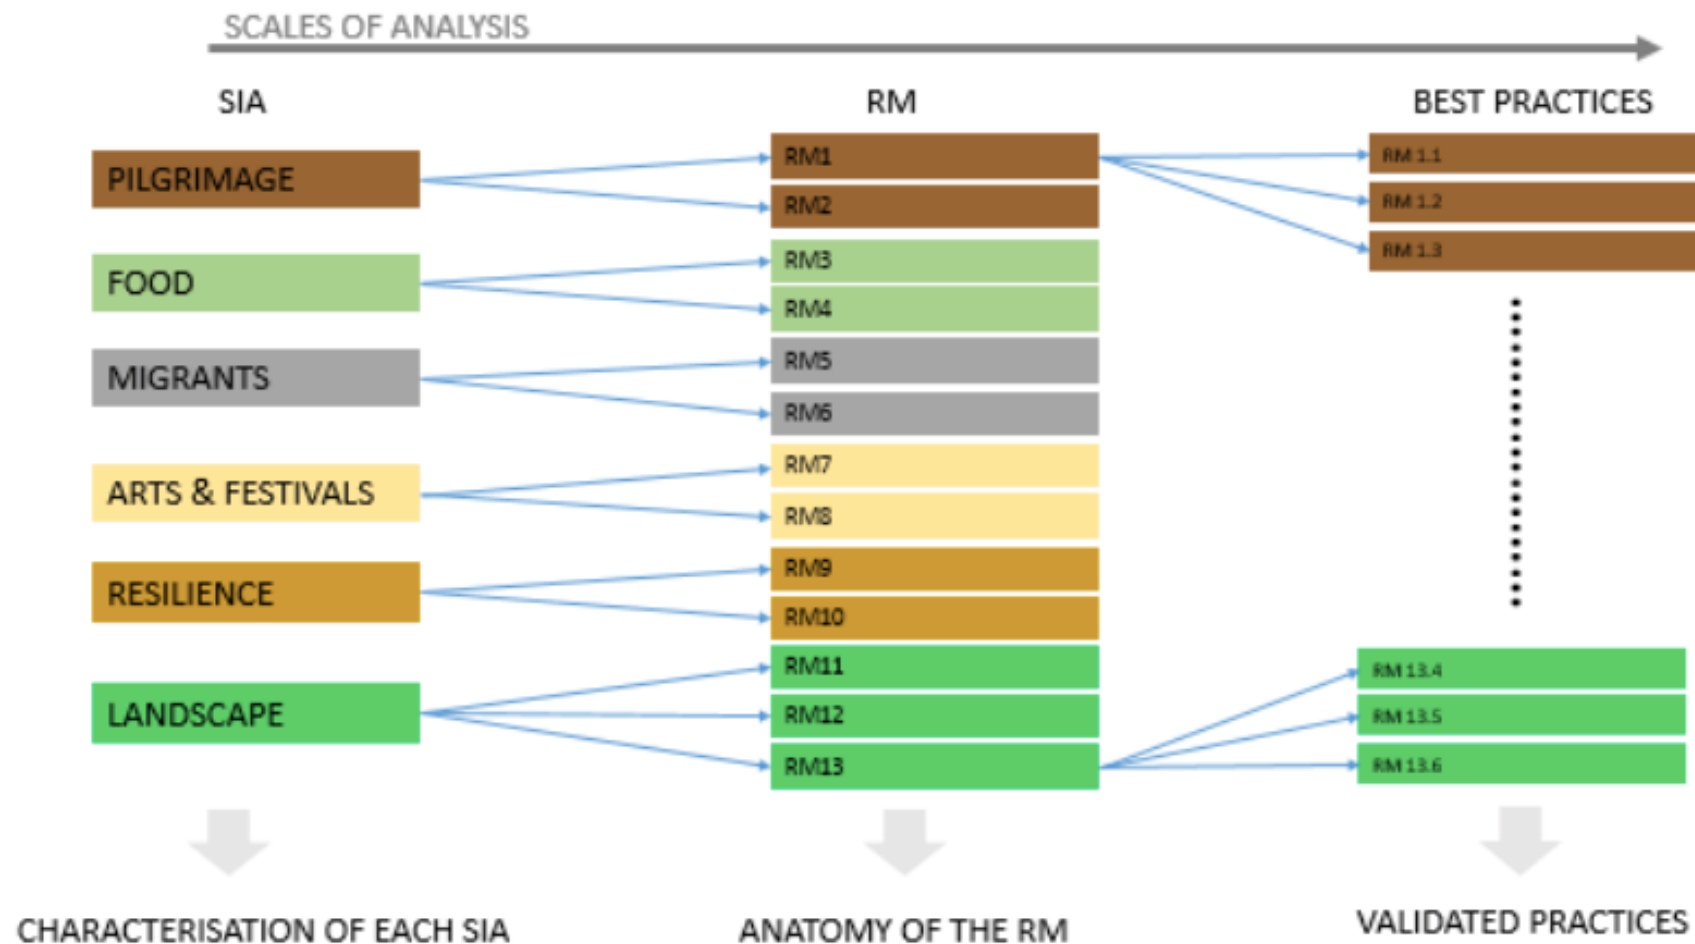 SCALES OF ANALYSIS
SIA
RM
BEST PRACTICES
PILGRIMAGE
FOOD
MIGRANTS
ARTS & FESTIVALS
RESILIENCE
LANDSCAPE
RM1
RM2
RM3
RM4
RM5
RM6
RM7
RM8
RM9
RM10
RM11
RM12
RM13
RM 1.1
RM 1.2
RM 1.3
RM 13.4
RM 13.5
RM 13.6
CHARACTERISATION OF EACH SIA
ANATOMY OF THE RM
VALIDATED PRACTICES